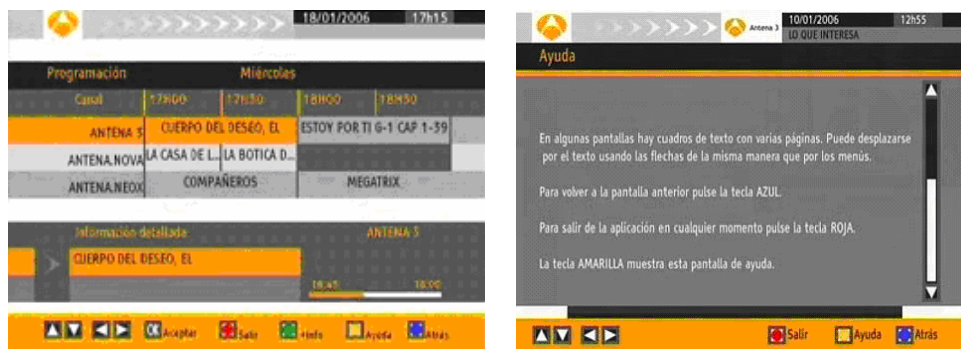 18/01/2006 17h15
Programación Miércoles
Canal 17H00 17H30 18H00 18H30
ANTENA 3 CUERPO DEL DESEO, EL ESTOY POR TI G-1 CAP 1-39
ANTENA.NOVA LA CASA DE L... LA BOTICA D...
ANTENA.NEOX COMPAÑEROS MEGATRIX
Información detallada ANTENA 3
CUERPO DEL DESEO, EL
16:45 18:00
OK Aceptar Salir +Info Ayuda Atrás
Antena 3 10/01/2006 12h55
LO QUE INTERESA
Ayuda
En algunas pantallas hay cuadros de texto con varias páginas. Puede desplazarse
por el texto usando las flechas de la misma manera que por los menús.
Para volver a la pantalla anterior pulse la tecla AZUL.
Para salir de la aplicación en cualquier momento pulse la tecla ROJA.
La tecla AMARILLA muestra esta pantalla de ayuda.
Salir Ayuda Atrás